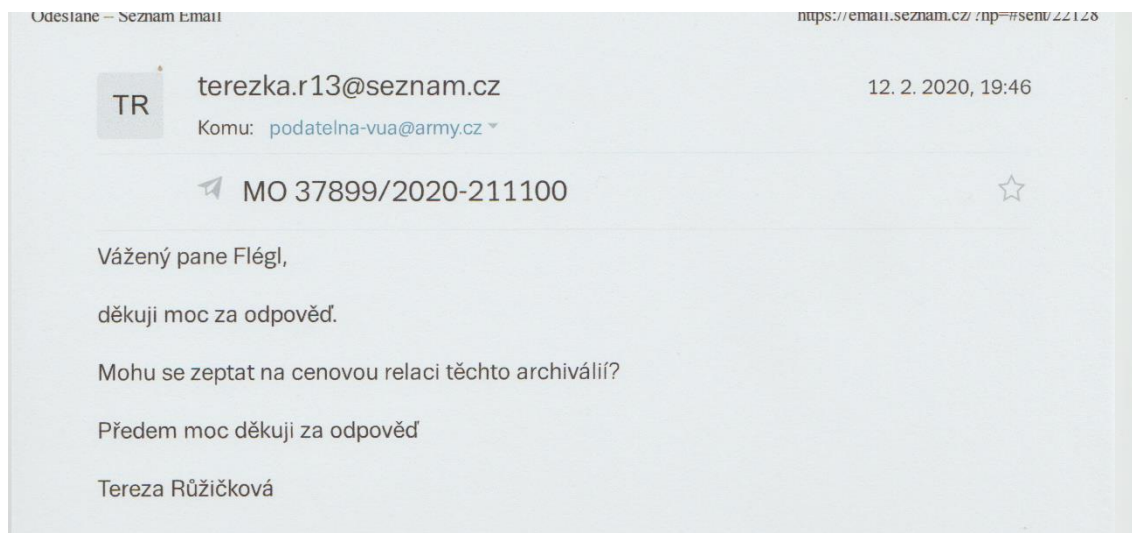 Odeslané – Seznam Email https://email.seznam.cz/?hp=#sent/22128
TR terezka.r13@seznam.cz 12. 2. 2020, 19:46
Komu: podatelna-vua@army.cz
MO 37899/2020-211100
Vážený pane Flégl,
děkuji moc za odpověď.
Mohu se zeptat na cenovou relaci těchto archiválií?
Předem moc děkuji za odpověď
Tereza Růžičková